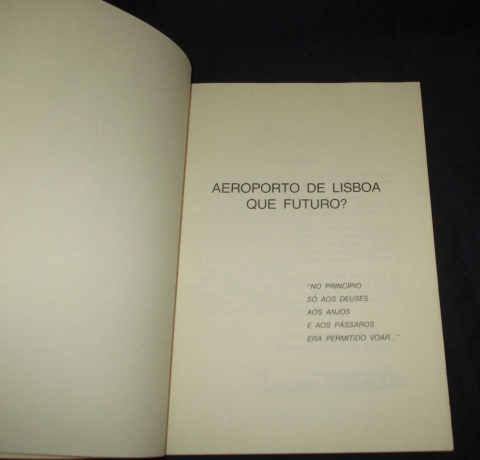 AEROPORTO DE LISBOA
QUE FUTURO?
"NO PRINCÍPIO
SÓ AOS DEUSES
AOS ANJOS
E AOS PÁSSAROS
ERA PERMITIDO VOAR..."